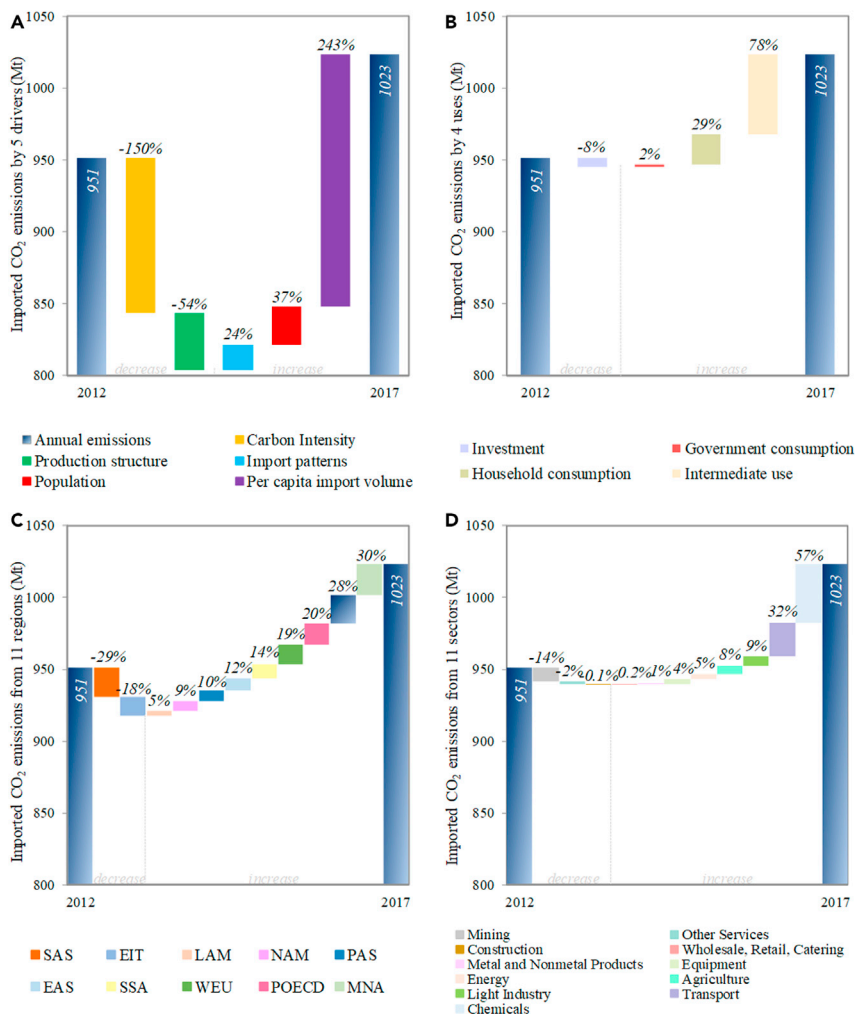 A
Imported CO2 emissions by 5 drivers (Mt)
1050
1000
950
900
850
800
951
-150%
-54%
24%
37%
243%
1023
decrease
increase
2012
2017
Annual emissions
Carbon Intensity
Production structure
Import patterns
Population
Per capita import volume
B
Imported CO2 emissions by 4 uses (Mt)
1050
1000
950
900
850
800
951
-8%
2%
29%
78%
1023
decrease
increase
2012
2017
Investment
Government consumption
Household consumption
Intermediate use
C
Imported CO2 emissions from 11 regions (Mt)
1050
1000
950
900
850
800
951
-29%
-18%
5%
9%
10%
12%
14%
19%
20%
28%
30%
1023
decrease
increase
2012
2017
SAS
EIT
LAM
NAM
PAS
EAS
SSA
WEU
POECD
MNA
D
Imported CO2 emissions from 11 sectors (Mt)
1050
1000
950
900
850
800
951
-14%
-2%
-0.1%
0.2%
1%
4%
5%
8%
9%
32%
57%
1023
decrease
increase
2012
2017
Mining
Other Services
Construction
Wholesale, Retail, Catering
Metal and Nonmetal Products
Equipment
Energy
Agriculture
Light Industry
Transport
Chemicals